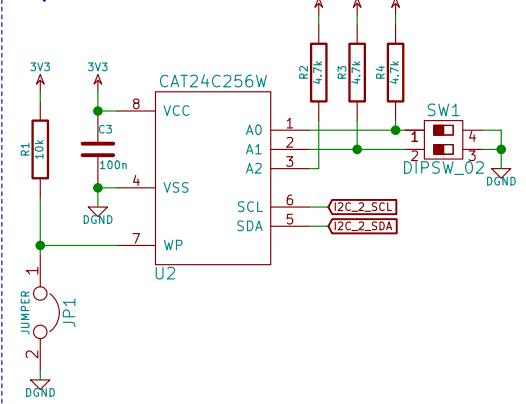 R2
4.7k
R3
4.7k
R4
4.7k
3V3
3V3
CAT24C256W
8
VCC
C3
100n
R1
10k
A0
1
A1
2
A2
3
SW1
1
4
2
3
DIPSW_02
DGND
4
VSS
DGND
SCL
6
I2C_2_SCL
SDA
5
I2C_2_SDA
7
WP
U2
1
JUMPER
JP1
2
DGND